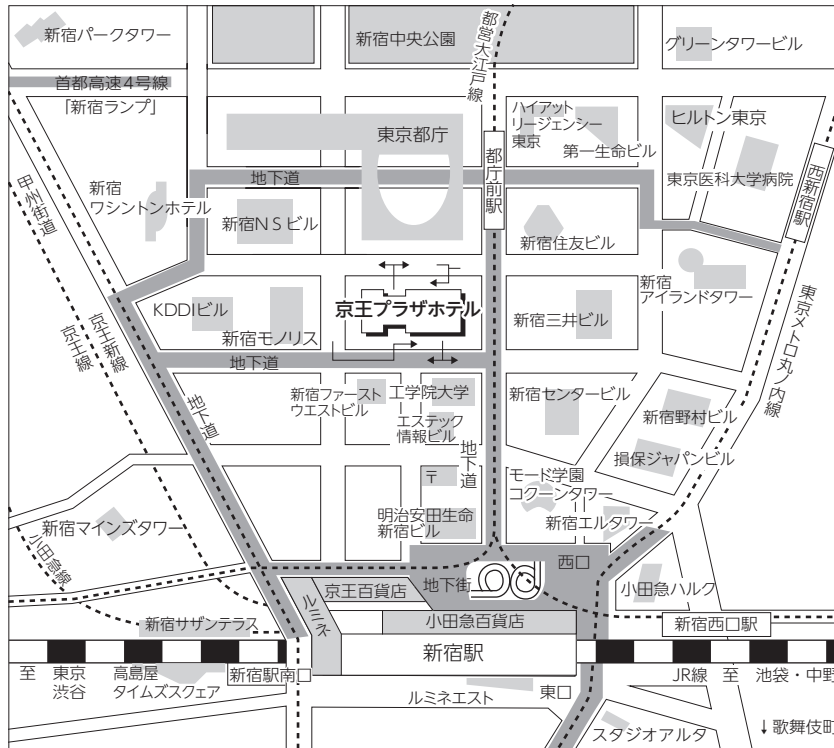 新宿パークタワー
新宿中央公園
都営大江戸線
グリーンタワービル
首都高速4号線
「新宿ランプ」
東京都庁
ハイアット
リージェンシー
東京
ヒルトン東京
都庁前駅
第一生命ビル
西新宿駅
甲州街道
新宿
ワシントンホテル
地下道
東京医科大学病院
新宿NSビル
新宿住友ビル
KDDIビル
京王プラザホテル
新宿
アイランドタワー
京王新線
京王線
新宿モノリス
新宿三井ビル
東京メトロ丸ノ内線
地下道
地下道
新宿ファースト
ウエストビル
工学院大学
新宿センタービル
エステック
情報ビル
新宿野村ビル
地下道
損保ジャパンビル
〒
モード学園
コクーンタワー
新宿マインズタワー
明治安田生命
新宿ビル
新宿エルタワー
小田急線
西口
京王百貨店
地下街
小田急ハルク
ルミネ
新宿サザンテラス
小田急百貨店
新宿西口駅
新宿駅
至 東京
渋谷
高島屋
タイムズスクェア
新宿駅南口
JR線 至 池袋・中野
ルミネエスト
東口
スタジオアルタ
↓歌舞伎町